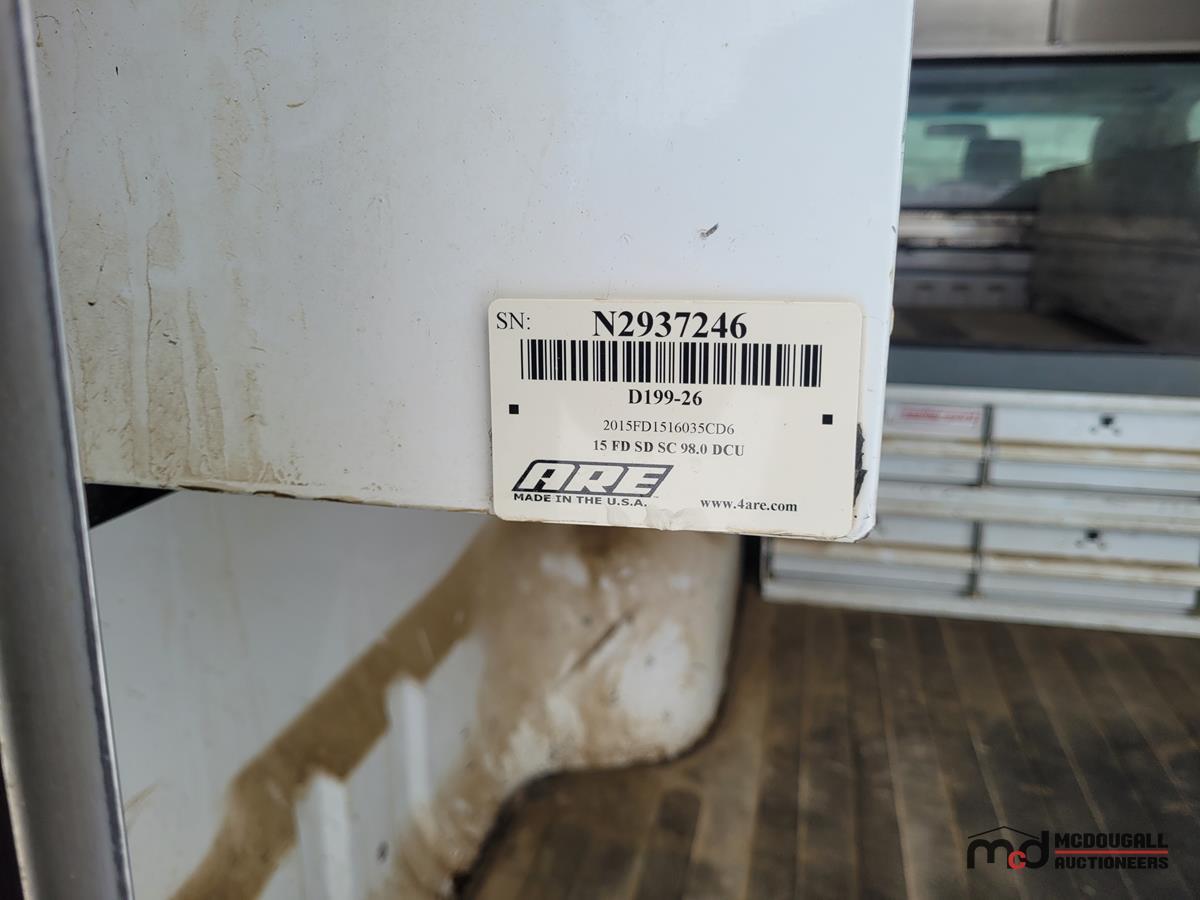 SN: N2937246
D199-26
2015FD1516035CD6
15 FD SD SC 98.0 DCU
ARE
MADE IN THE U.S.A.
www.4are.com
mcd MCDOUGALL
AUCTIONEERS